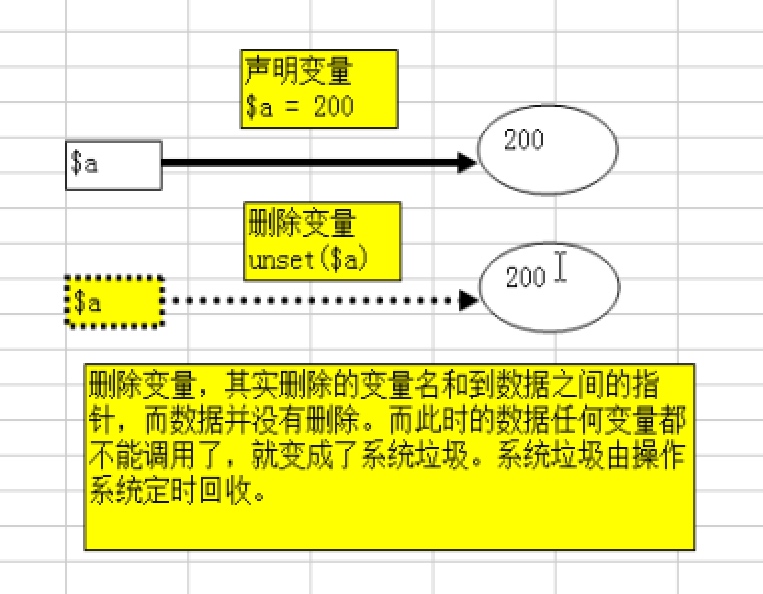 声明变量
$a = 200
200
$a
删除变量
unset($a)
200
$a
删除变量，其实删除的变量名和到数据之间的指
针，而数据并没有删除。而此时的数据任何变量都
不能调用了，就变成了系统垃圾。系统垃圾由操作
系统定时回收。